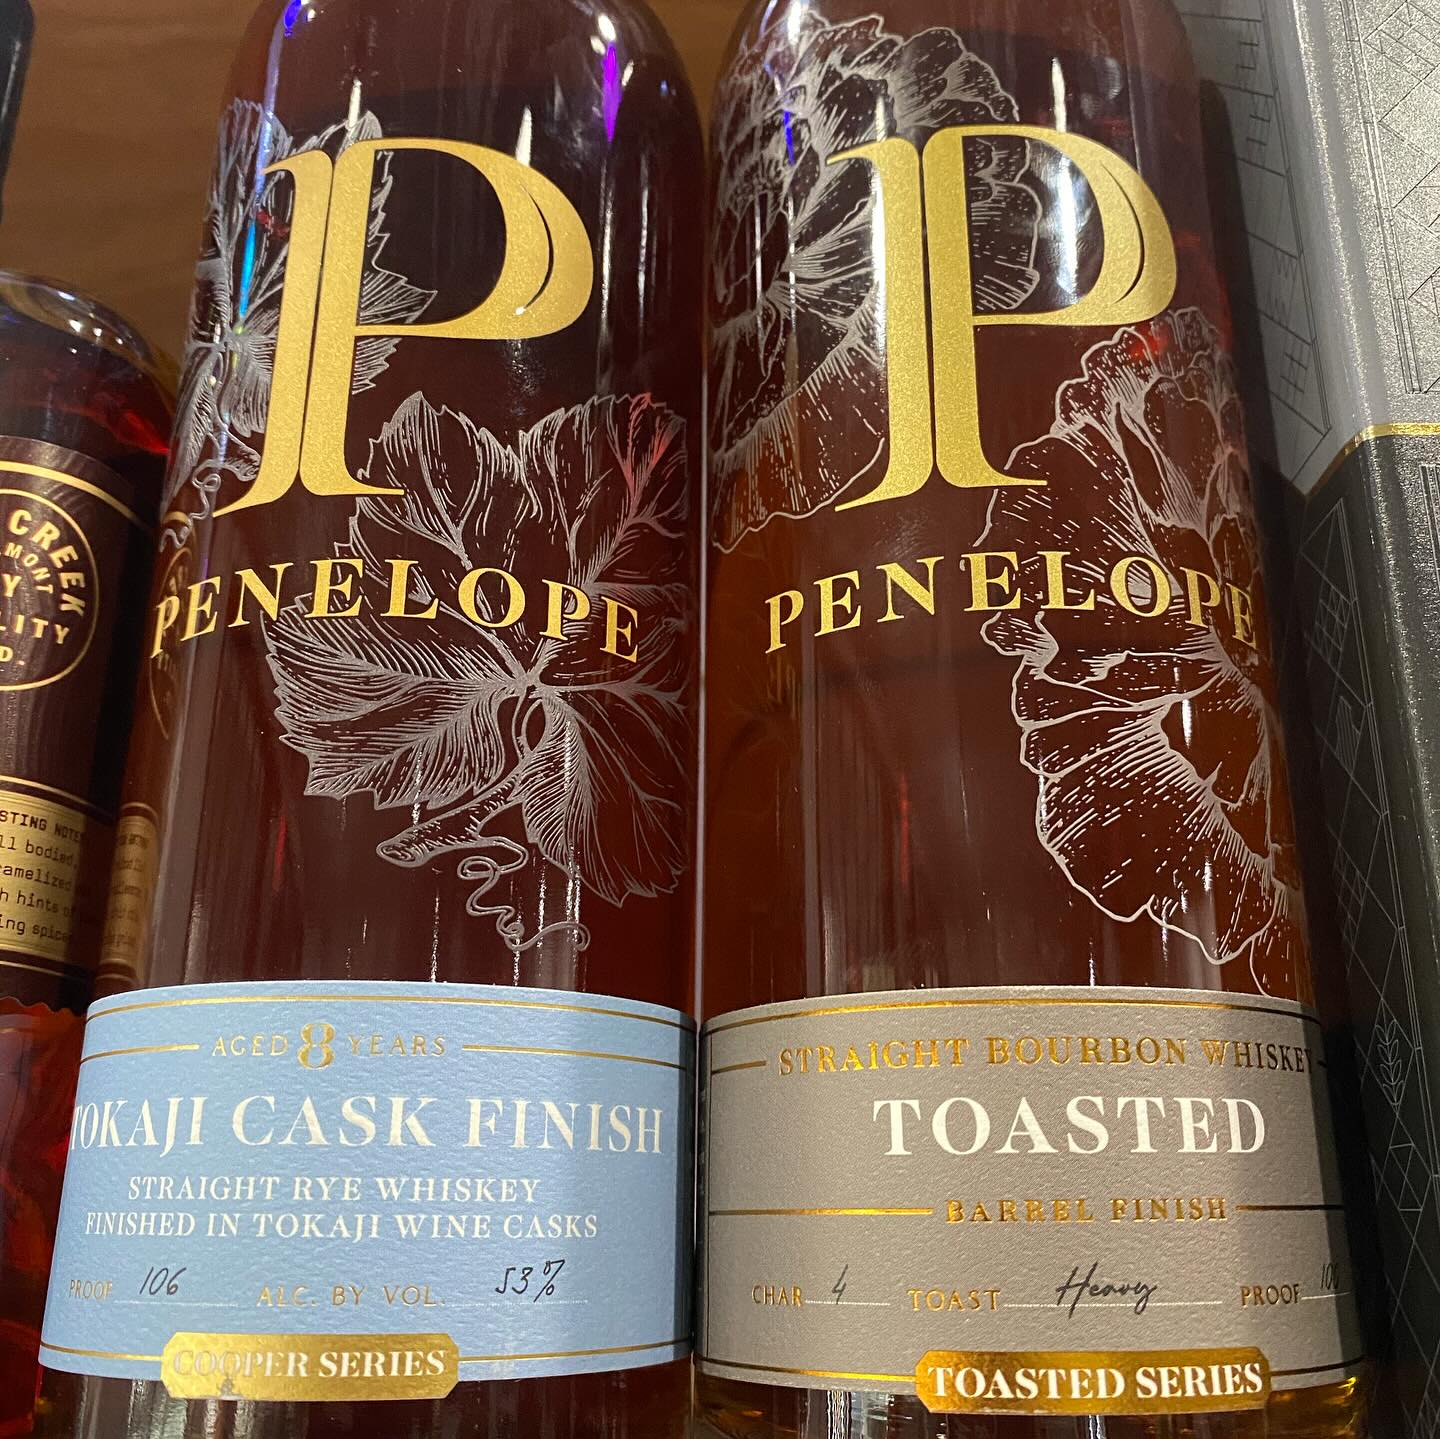 P
PENELOPE
AGED 8 YEARS
TOKAJI CASK FINISH
STRAIGHT RYE WHISKEY
FINISHED IN TOKAJI WINE CASKS
PROOF 106 ALC. BY VOL. 53%
COOPER SERIES
P
PENELOPE
STRAIGHT BOURBON WHISKEY
TOASTED
BARREL FINISH
CHAR 4 TOAST Heavy PROOF 100
TOASTED SERIES
CREEK
MONT